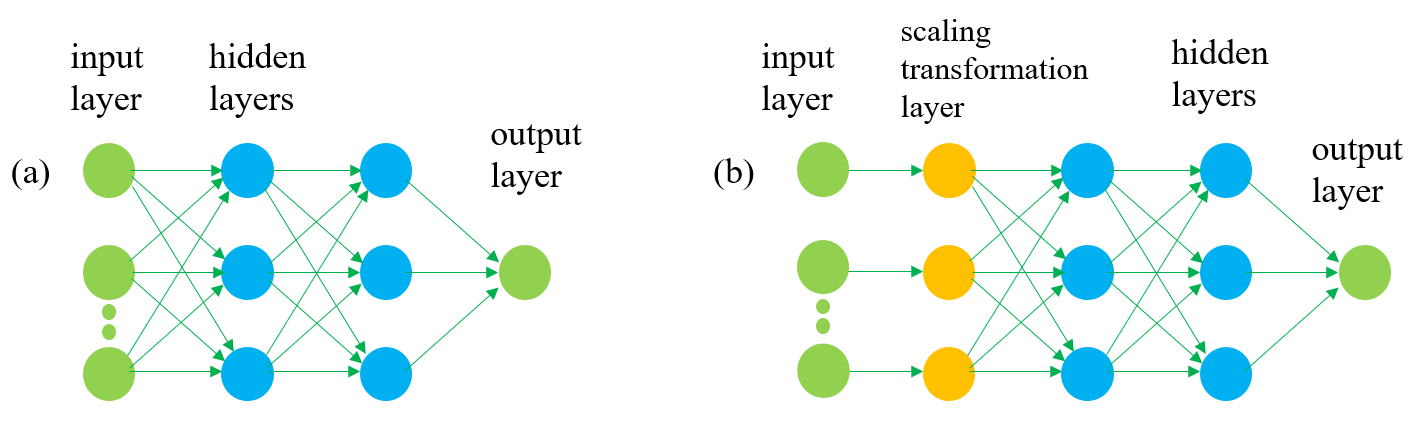 (a)
input
layer
hidden
layers
output
layer
(b)
input
layer
scaling
transformation
layer
hidden
layers
output
layer